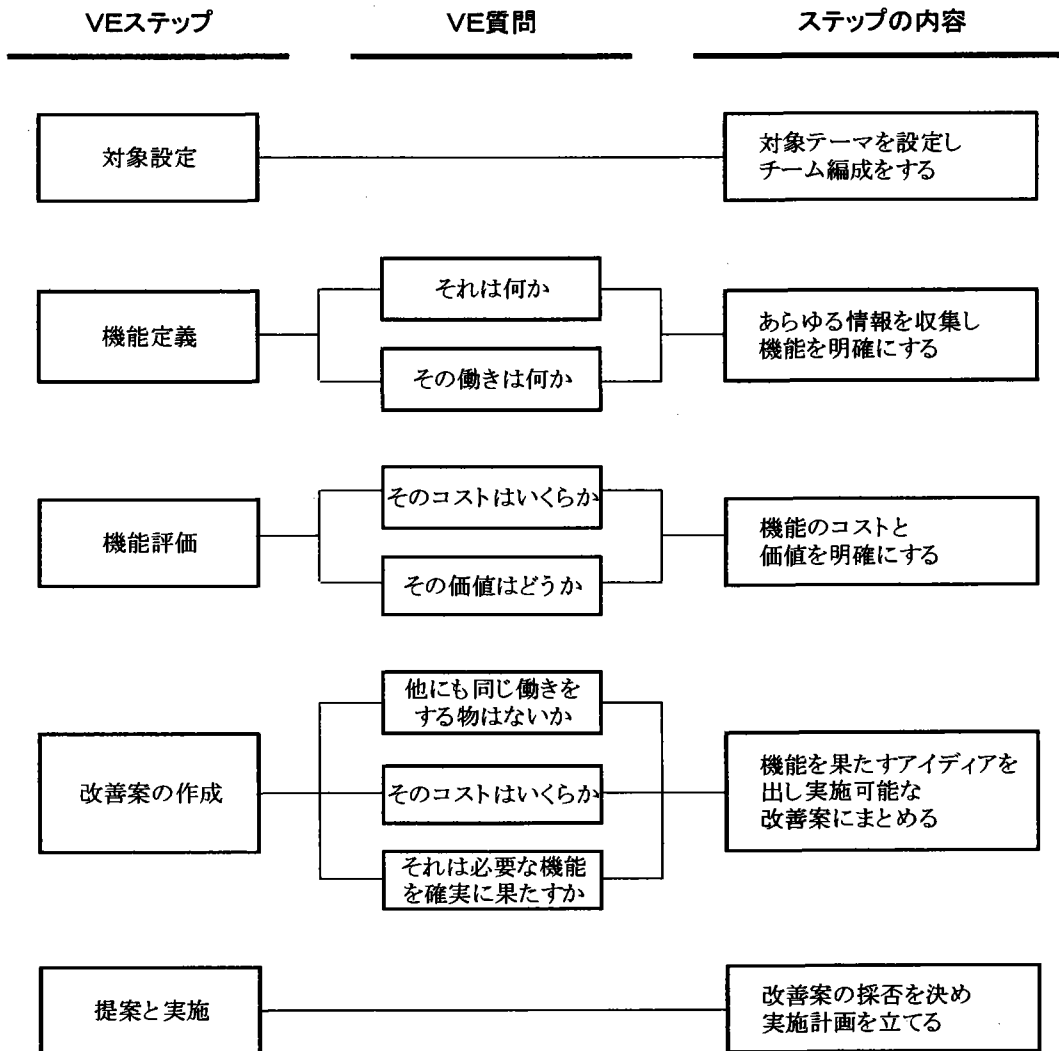 VEステップ
VE質問
ステップの内容
対象設定
対象テーマを設定し
チーム編成をする
機能定義
それは何か
その働きは何か
あらゆる情報を収集し
機能を明確にする
機能評価
そのコストはいくらか
その価値はどうか
機能のコストと
価値を明確にする
改善案の作成
他にも同じ働きを
する物はないか
そのコストはいくらか
それは必要な機能
を確実に果たすか
機能を果たすアイディアを
出し実施可能な
改善案にまとめる
提案と実施
改善案の採否を決め
実施計画を立てる